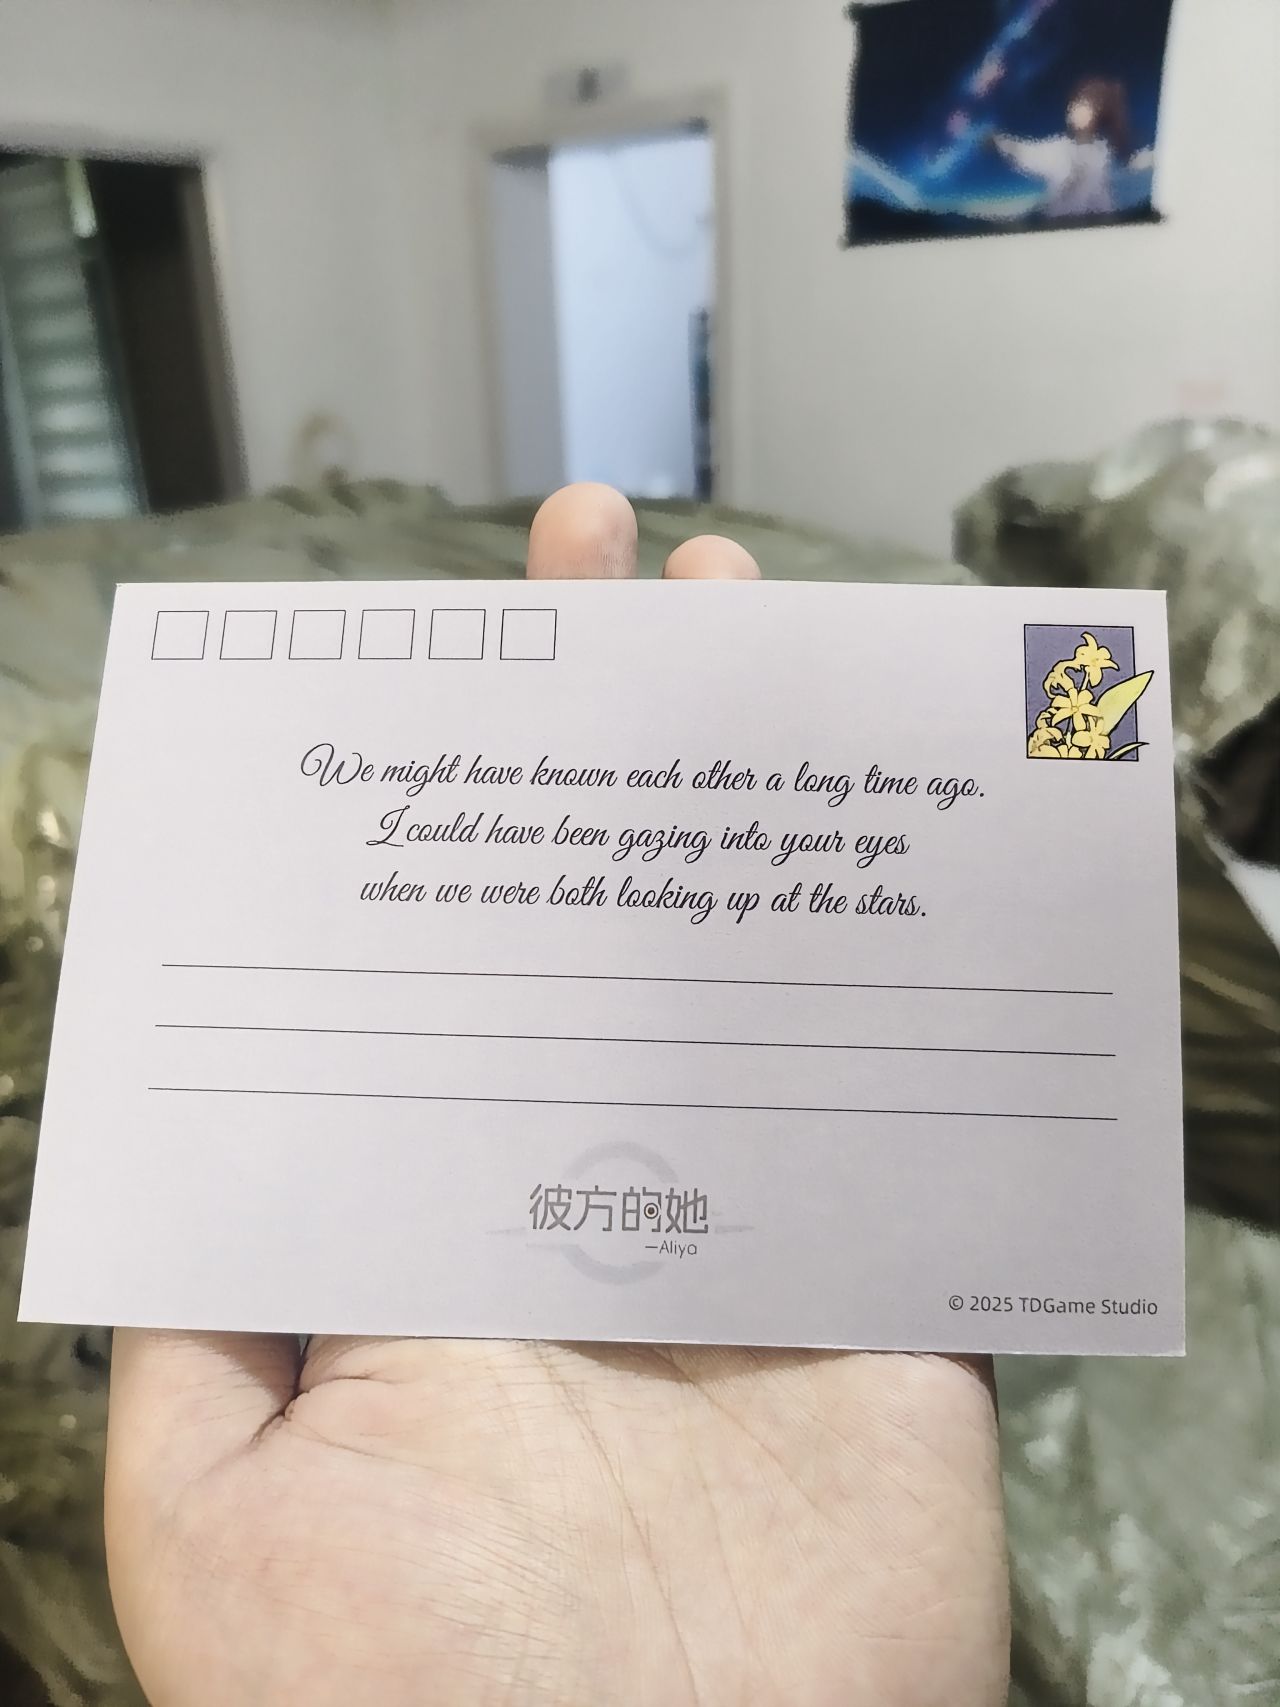 We might have known each other a long time ago.
I could have been gazing into your eyes
when we were both looking up at the stars.
彼方的她
—Aliya
© 2025 TDGame Studio